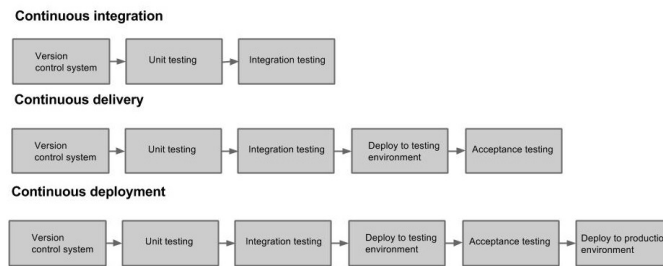 Continuous integration
Version
control system
Unit testing
Integration testing
Continuous delivery
Version
control system
Unit testing
Integration testing
Deploy to testing
environment
Acceptance testing
Continuous deployment
Version
control system
Unit testing
Integration testing
Deploy to testing
environment
Acceptance testing
Deploy to productio
environment